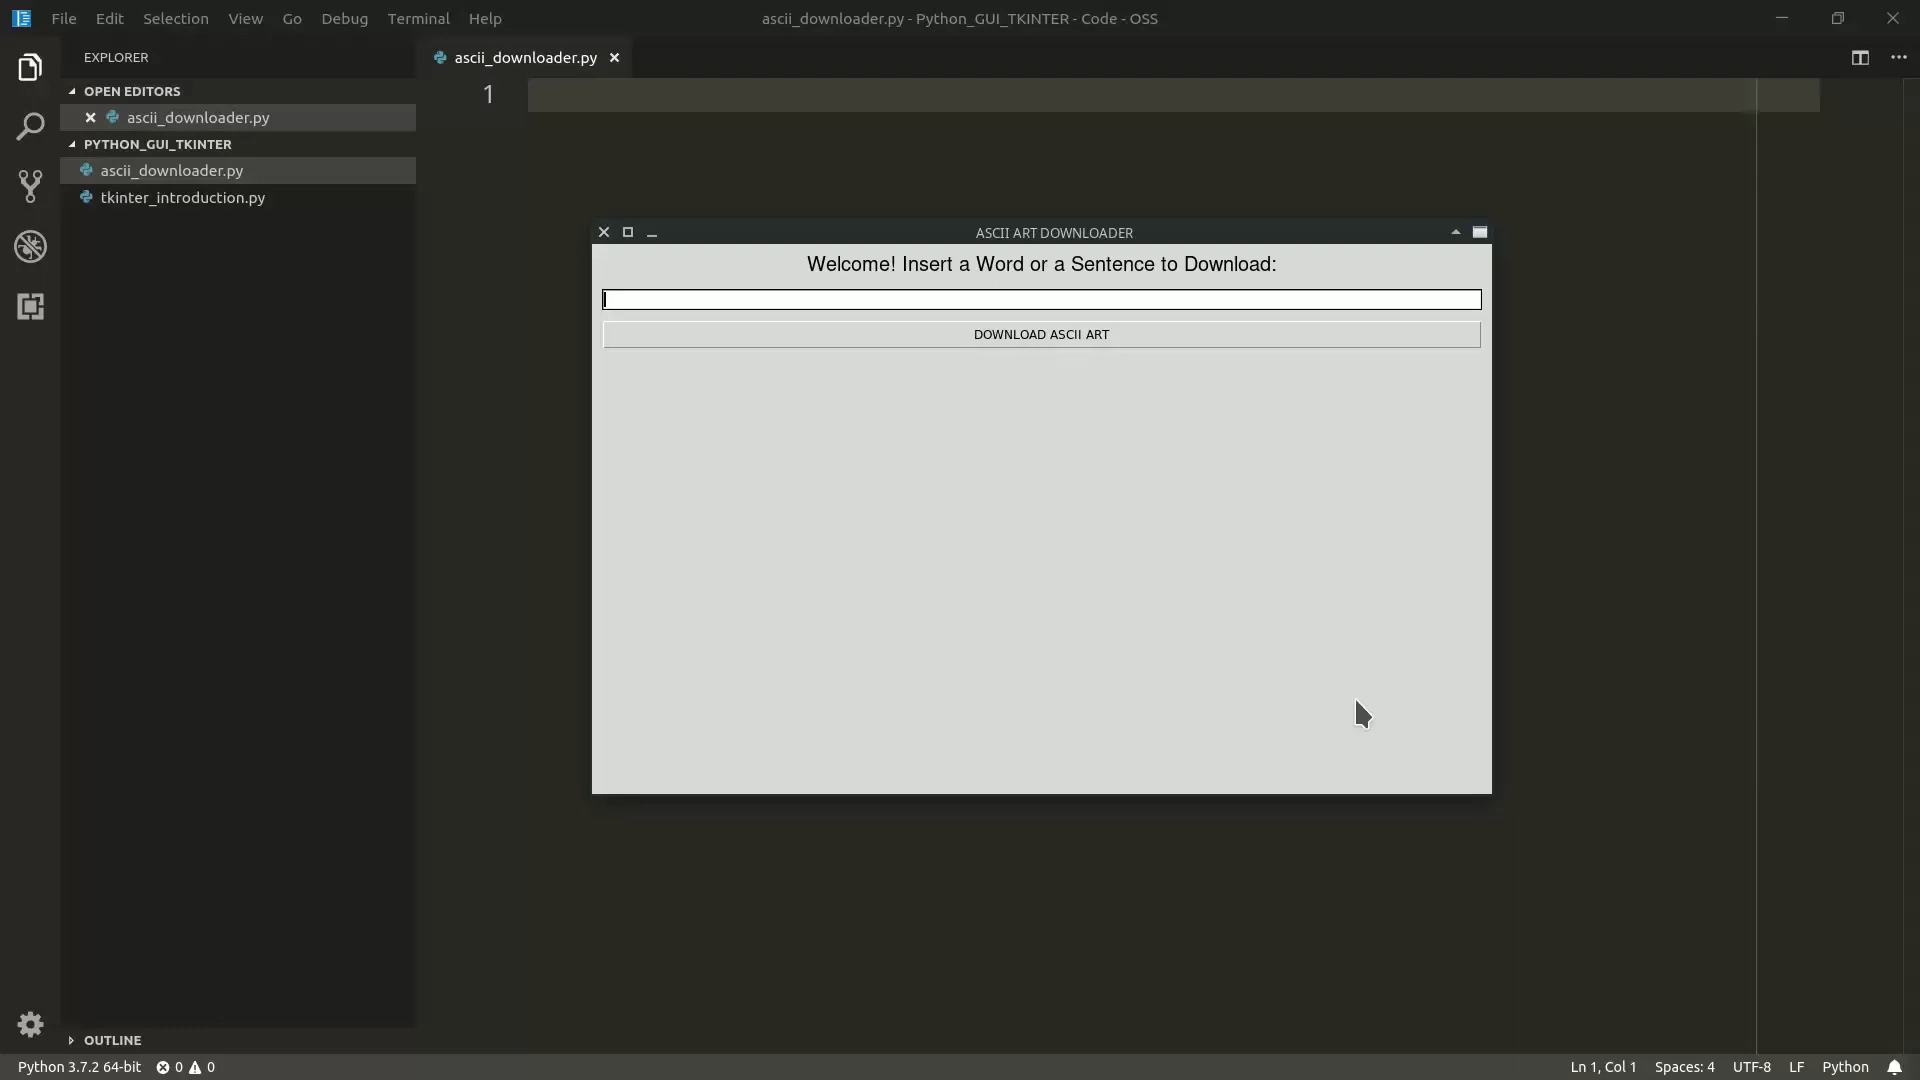 File Edit Selection View Go Debug Terminal Help
ascii_downloader.py - Python_GUI_TKINTER - Code - OSS
EXPLORER
ascii_downloader.py
OPEN EDITORS
ascii_downloader.py
PYTHON_GUI_TKINTER
ascii_downloader.py
tkinter_introduction.py
1
ASCII ART DOWNLOADER
Welcome! Insert a Word or a Sentence to Download:
DOWNLOAD ASCII ART
OUTLINE
Python 3.7.2 64-bit 0 0 Ln 1, Col 1 Spaces: 4 UTF-8 LF Python